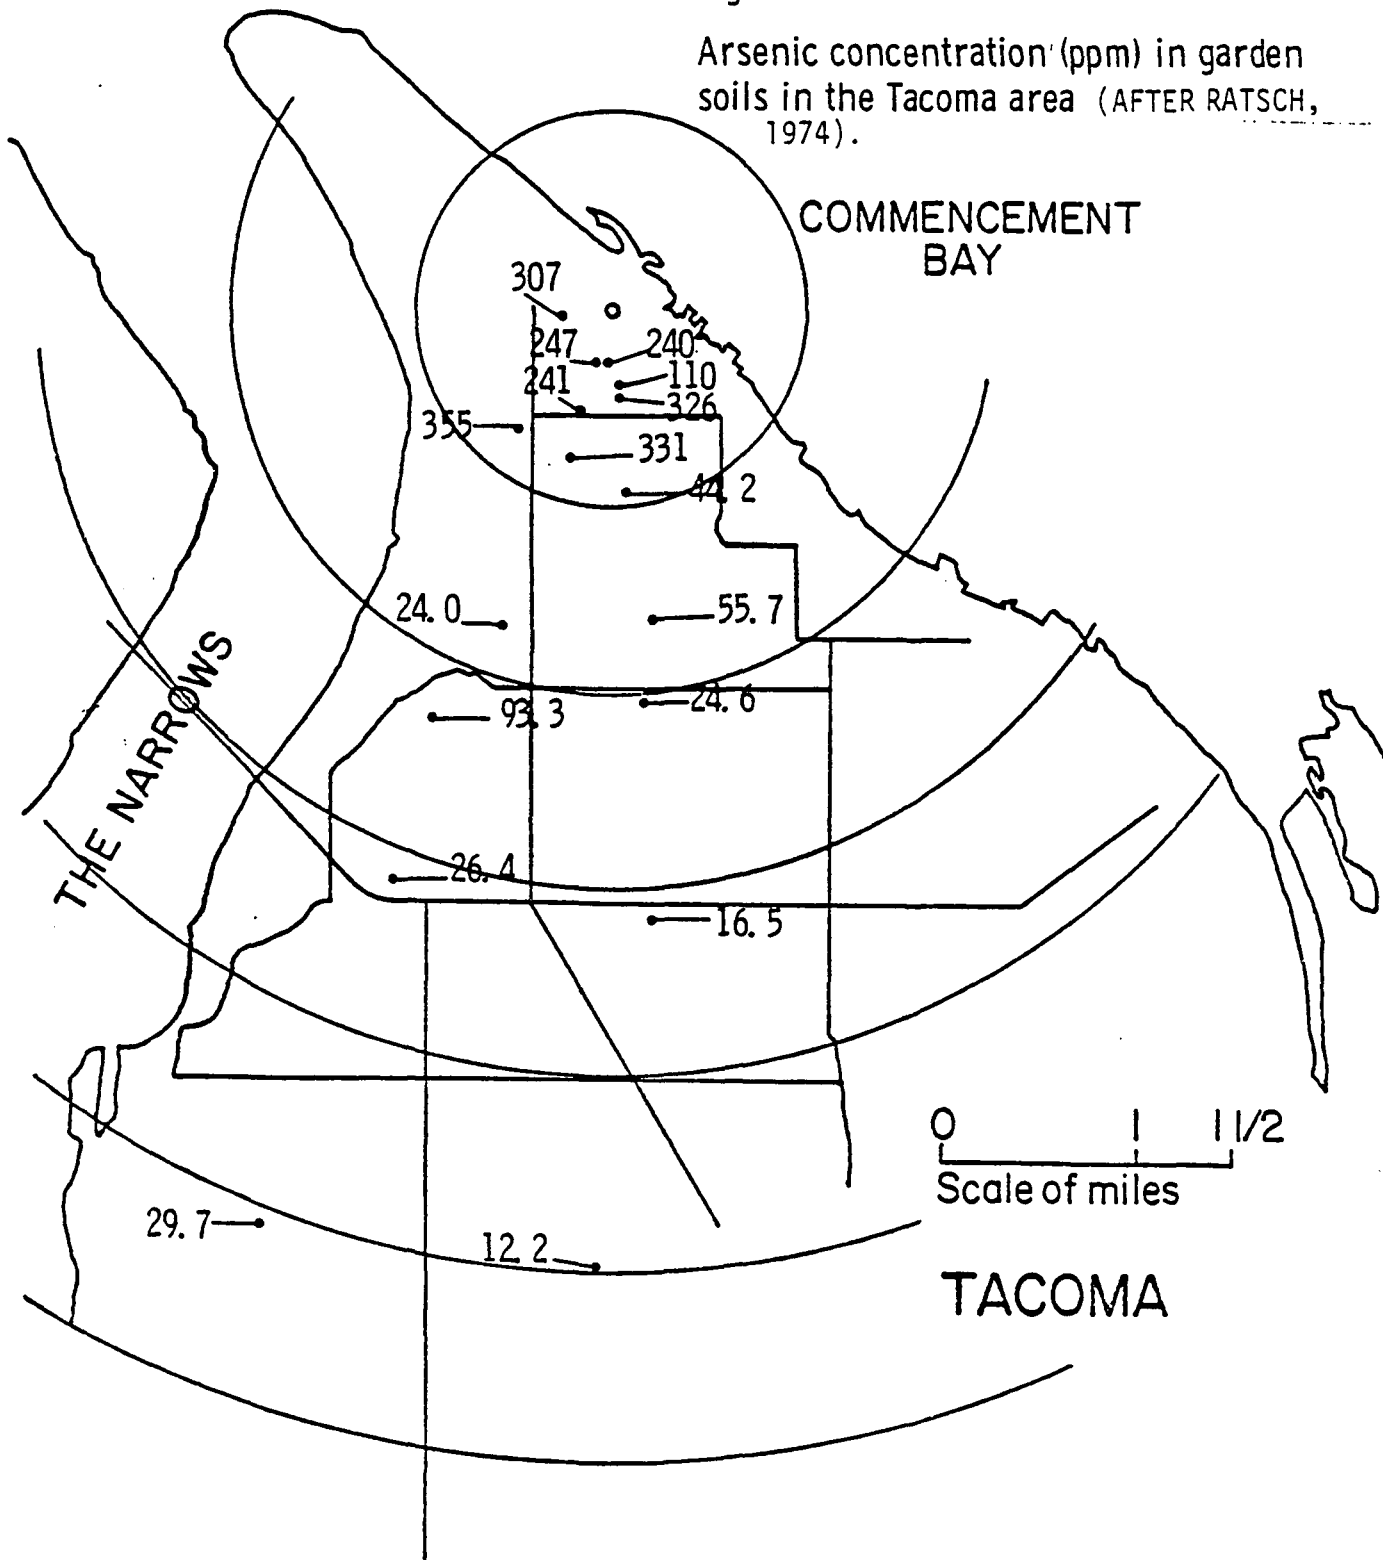 Arsenic concentration (ppm) in garden
soils in the Tacoma area (AFTER RATSCH,
1974).
COMMENCEMENT
BAY
307
247
240
110
241
326
355
331
44.2
24.0
55.7
THE NARROWS
93.3
24.6
26.4
16.5
0 1 1 1/2
Scale of miles
29.7
12.2
TACOMA